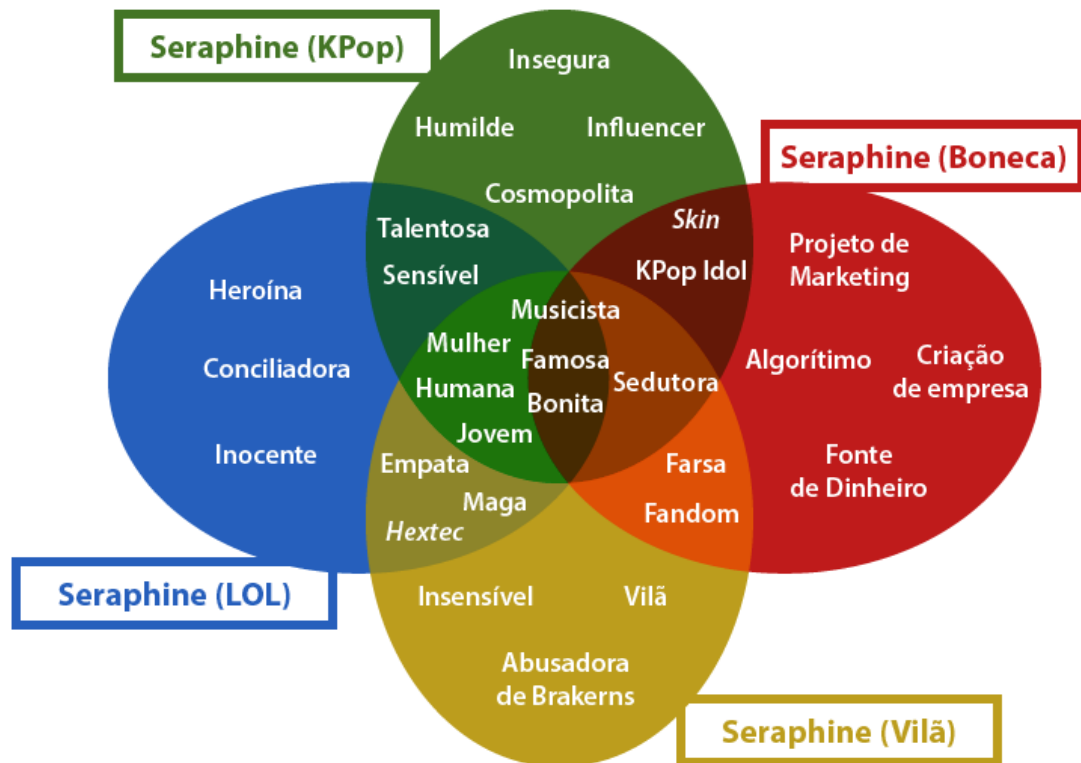 Seraphine (KPop)
Insegura
Humilde
Influencer
Cosmopolita
Seraphine (Boneca)
Skin
KPop Idol
Projeto de
Marketing
Algorítimo
Criação
de empresa
Fonte
de Dinheiro
Talentosa
Sensível
Heroína
Conciliadora
Inocente
Musicista
Mulher
Famosa
Humana
Bonita
Jovem
Sedutora
Empata
Maga
Hextec
Farsa
Fandom
Seraphine (LOL)
Insensível
Vilã
Abusadora
de Brakerns
Seraphine (Vilã)